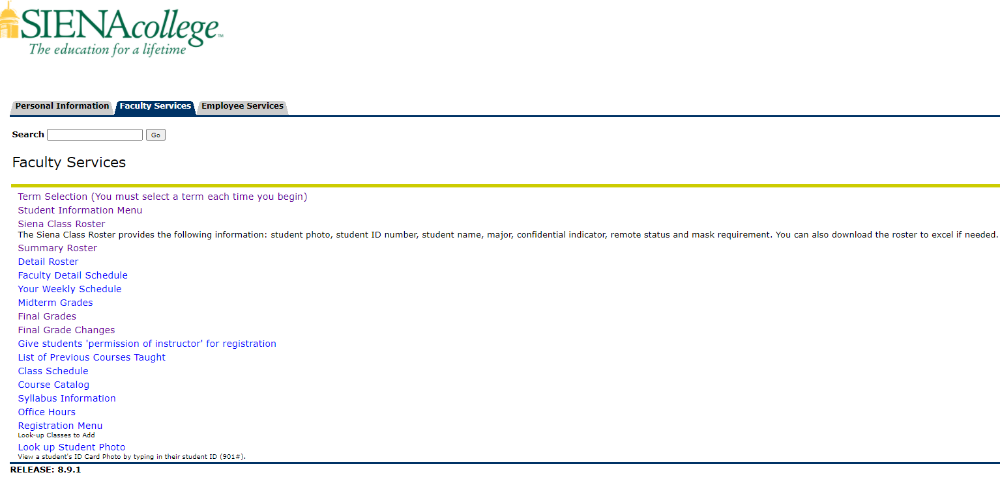 SIENAcollege™
The education for a lifetime
Personal Information Faculty Services Employee Services
Search Go
Faculty Services
Term Selection (You must select a term each time you begin)
Student Information Menu
Siena Class Roster
The Siena Class Roster provides the following information: student photo, student ID number, student name, major, confidential indicator, remote status and mask requirement. You can also download the roster to excel if needed.
Summary Roster
Detail Roster
Faculty Detail Schedule
Your Weekly Schedule
Midterm Grades
Final Grades
Final Grade Changes
Give students 'permission of instructor' for registration
List of Previous Courses Taught
Class Schedule
Course Catalog
Syllabus Information
Office Hours
Registration Menu
Look-up Classes to Add
Look up Student Photo
View a student's ID Card Photo by typing in their student ID (901#).
RELEASE: 8.9.1